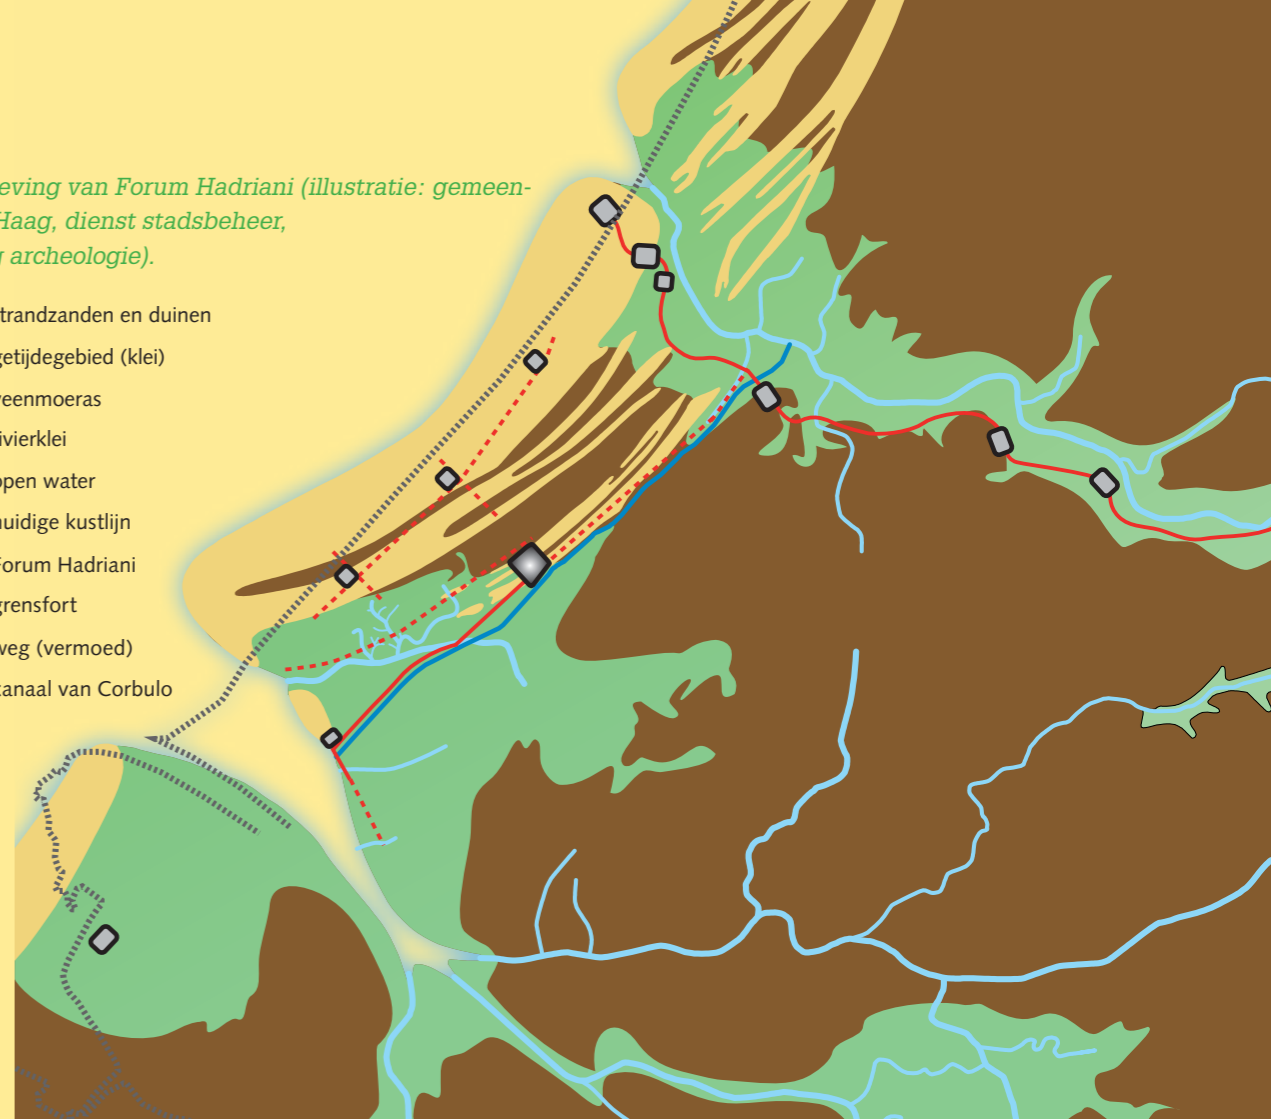 eving van Forum Hadriani (illustratie: gemeen-
Haag, dienst stadsbeheer,
g archeologie).
trandzanden en duinen
getijdegebied (klei)
veenmoeras
ivierklei
open water
huidige kustlijn
Forum Hadriani
grensfort
weg (vermoed)
kanaal van Corbulo